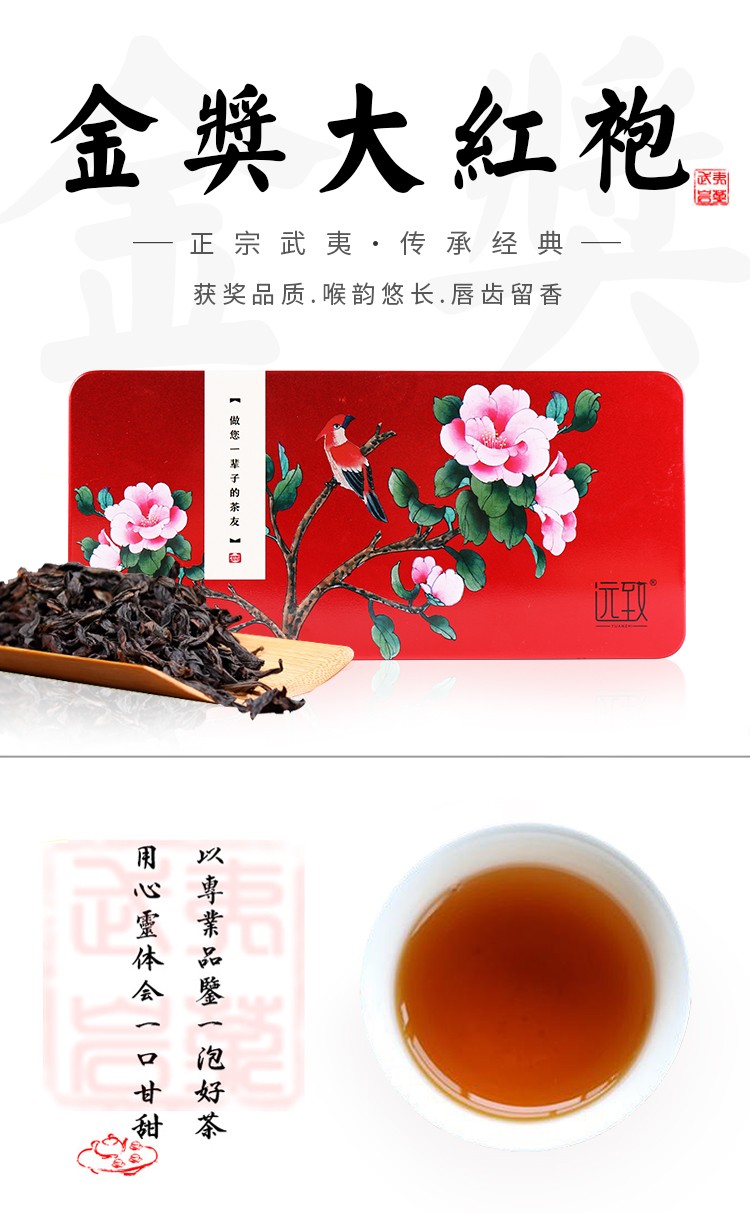 金獎大紅袍
正宗武夷·传承经典
获奖品质.喉韵悠长.唇齿留香
【做您一辈子的茶友】
远致®
以專業品鑒一泡好茶
用心靈体会一口甘甜